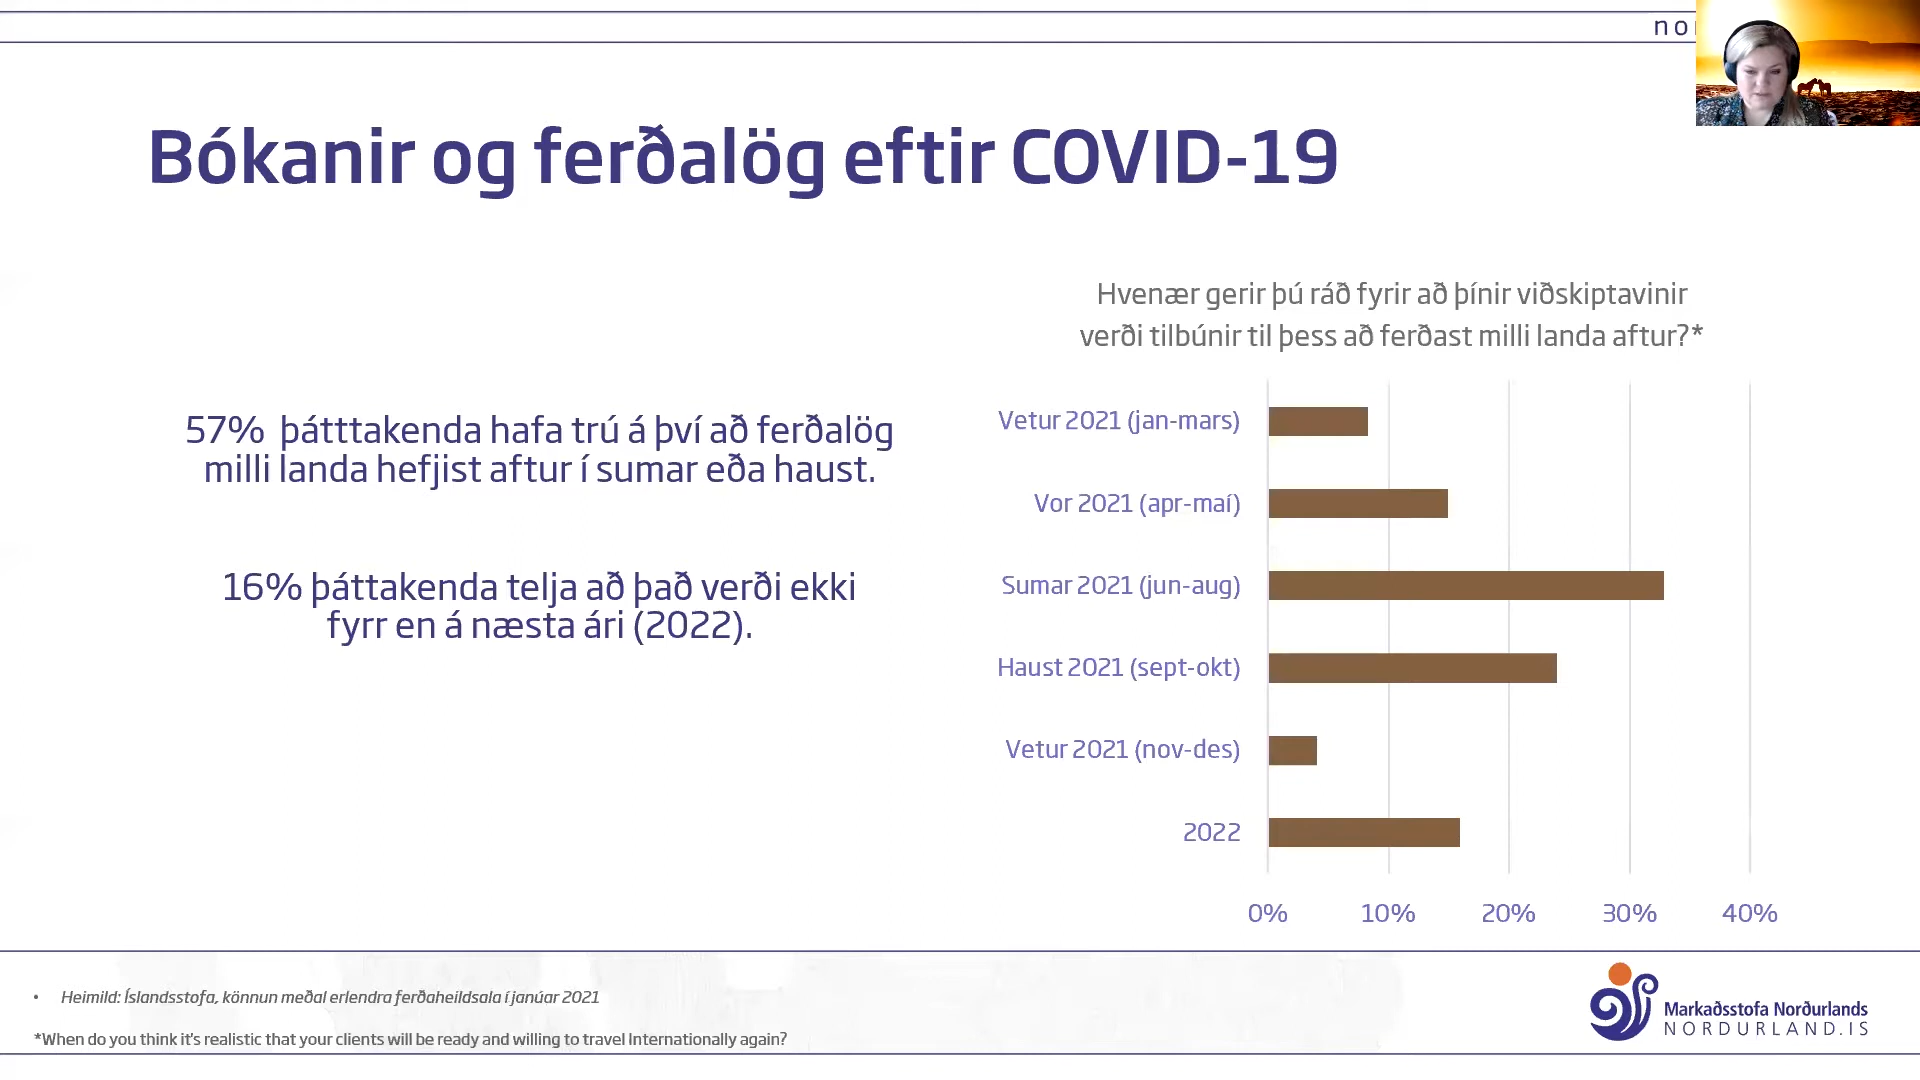 Bókanir og ferðalög eftir COVID-19
57% þátttakenda hafa trú á því að ferðalög
milli landa hefjist aftur í sumar eða haust.
16% þáttakenda telja að það verði ekki
fyrr en á næsta ári (2022).
Hvenær gerir þú ráð fyrir að þínir viðskiptavinir
verði tilbúnir til þess að ferðast milli landa aftur?*
Vetur 2021 (jan-mars)
Vor 2021 (apr-maí)
Sumar 2021 (jun-aug)
Haust 2021 (sept-okt)
Vetur 2021 (nov-des)
2022
0% 10% 20% 30% 40%
• Heimild: Íslandsstofa, könnun meðal erlendra ferðaheildsala í janúar 2021
*When do you think it's realistic that your clients will be ready and willing to travel Internationally again?
Markaðsstofa Norðurlands
NORDURLAND.IS